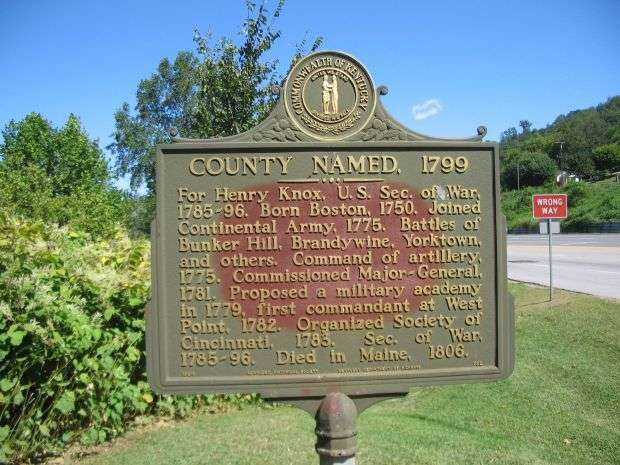 COMMONWEALTH OF KENTUCKY
COUNTY NAMED, 1799
For Henry Knox, U.S. Sec. of War,
1785-96. Born Boston, 1750. Joined
Continental Army, 1775. Battles of
Bunker Hill, Brandywine, Yorktown,
and others. Command of artillery,
1775. Commissioned Major-General,
1781. Proposed a military academy
in 1779, first commandant at West
Point, 1782. Organized Society of
Cincinnati, 1783. Sec. of War,
1785-96. Died in Maine, 1806.
WRONG
WAY